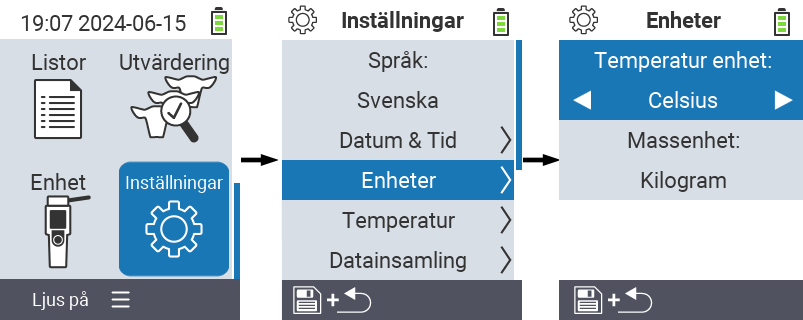 19:07 2024-06-15
Listor
Utvärdering
Enhet
Inställningar
Ljus på
Inställningar
Språk:
Svenska
Datum & Tid
Enheter
Temperatur
Datainsamling
+
Enheter
Temperatur enhet:
Celsius
Massenhet:
Kilogram
+